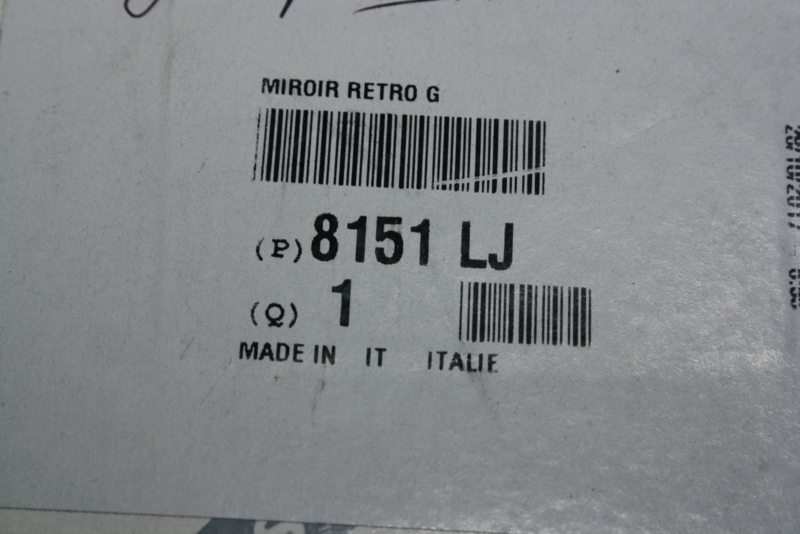 MIROIR RETRO G
(P) 8151 LJ
(Q) 1
MADE IN IT ITALIE